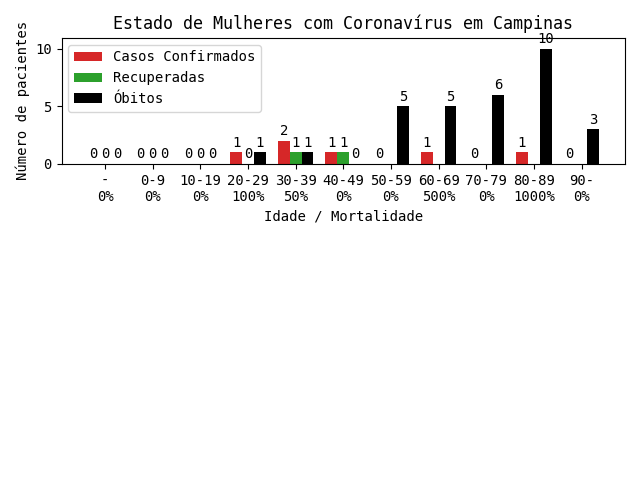 Estado de Mulheres com Coronavírus em Campinas
Número de pacientes
10
5
0
Casos Confirmados
Recuperadas
Óbitos
0 0 0 0 0 0 0 0 0 1 0 1 2 1 1 1 1 0 0 5 1 5 0 6 1 10 0 3
- 0-9 10-19 20-29 30-39 40-49 50-59 60-69 70-79 80-89 90-
0% 0% 0% 100% 50% 0% 0% 500% 0% 1000% 0%
Idade / Mortalidade